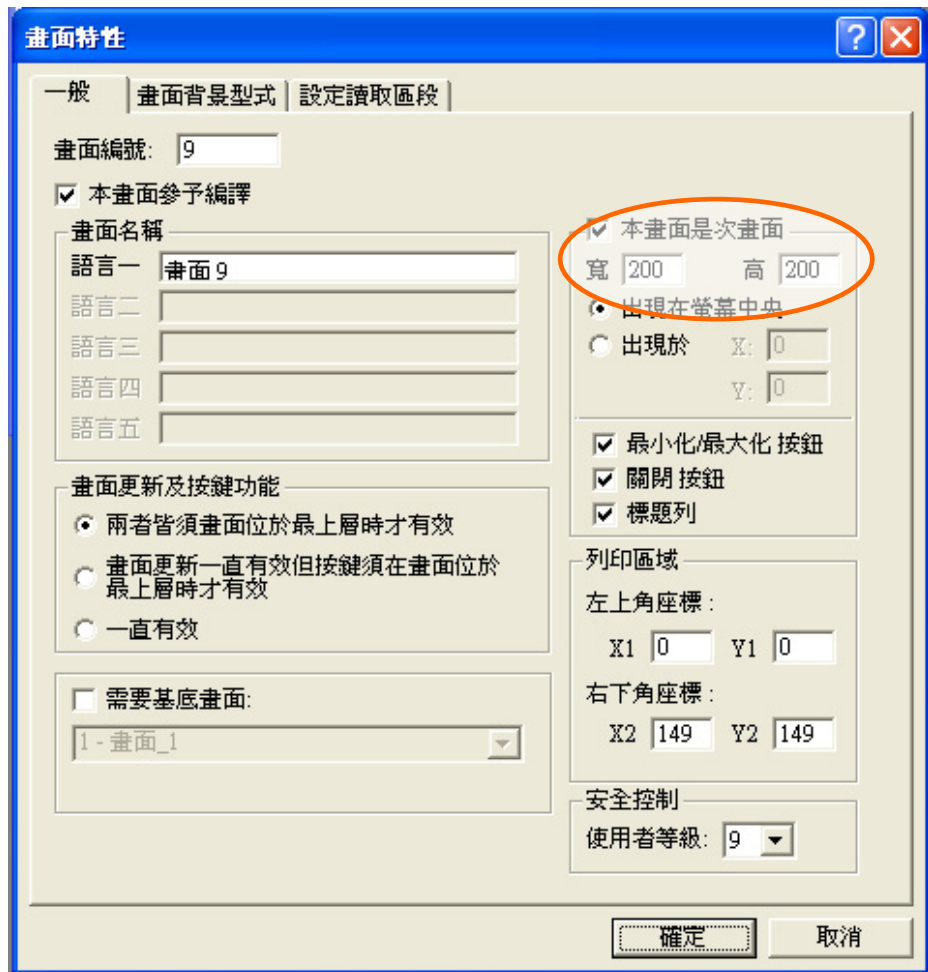 畫面特性
一般 畫面背景型式 設定讀取區段
畫面編號: 9
本畫面參予編譯
畫面名稱
語言一 畫面 9
語言二
語言三
語言四
語言五
畫面更新及按鍵功能
兩者皆須畫面位於最上層時才有效
畫面更新一直有效但按鍵須在畫面位於
最上層時才有效
一直有效
需要基底畫面:
1 - 畫面_1
本畫面是次畫面
寬 200 高 200
出現在螢幕中央
出現於 X: 0
Y: 0
最小化/最大化 按鈕
關閉 按鈕
標題列
列印區域
左上角座標 :
X1 0 Y1 0
右下角座標 :
X2 149 Y2 149
安全控制
使用者等級: 9
確定 取消